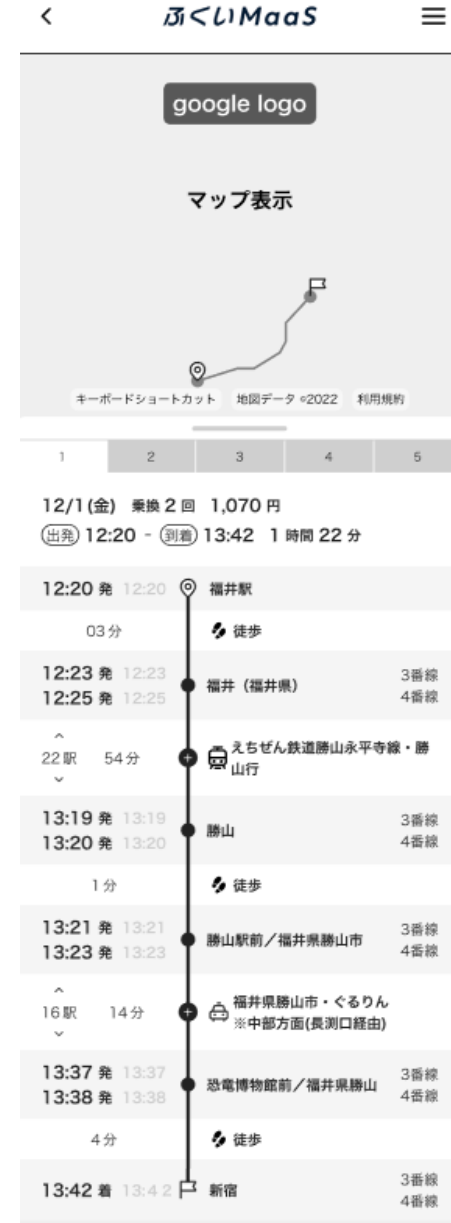 ふくいMaaS
google logo
マップ表示
キーボードショートカット 地図データ ©2022 利用規約
1 2 3 4 5
12/1(金) 乗換 2 回 1,070 円
出発 12:20 - 到着 13:42 1 時間 22 分
12:20 発 12:20 福井駅
03 分 徒歩
12:23 発 12:23 福井（福井県） 3番線
12:25 発 12:25 4番線
22 駅 54 分 えちぜん鉄道勝山永平寺線・勝
山行
13:19 発 13:19 勝山 3番線
13:20 発 13:20 4番線
1 分 徒歩
13:21 発 13:21 勝山駅前／福井県勝山市 3番線
13:23 発 13:23 4番線
16 駅 14 分 福井県勝山市・ぐるりん
※中部方面(長渕口経由)
13:37 発 13:37 恐竜博物館前／福井県勝山 3番線
13:38 発 13:38 4番線
4 分 徒歩
13:42 着 13:4 2 新宿 3番線
4番線